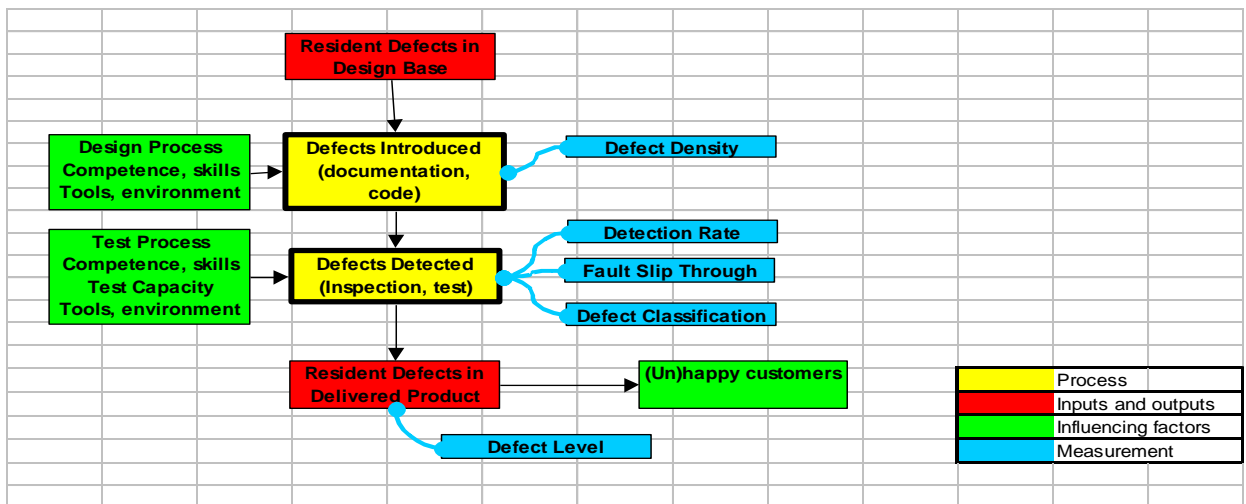 Resident Defects in
Design Base
Design Process
Competence, skills
Tools, environment
Defects Introduced
(documentation,
code)
Defect Density
Test Process
Competence, skills
Test Capacity
Tools, environment
Defects Detected
(Inspection, test)
Detection Rate
Fault Slip Through
Defect Classification
Resident Defects in
Delivered Product
(Un)happy customers
Defect Level
Process
Inputs and outputs
Influencing factors
Measurement